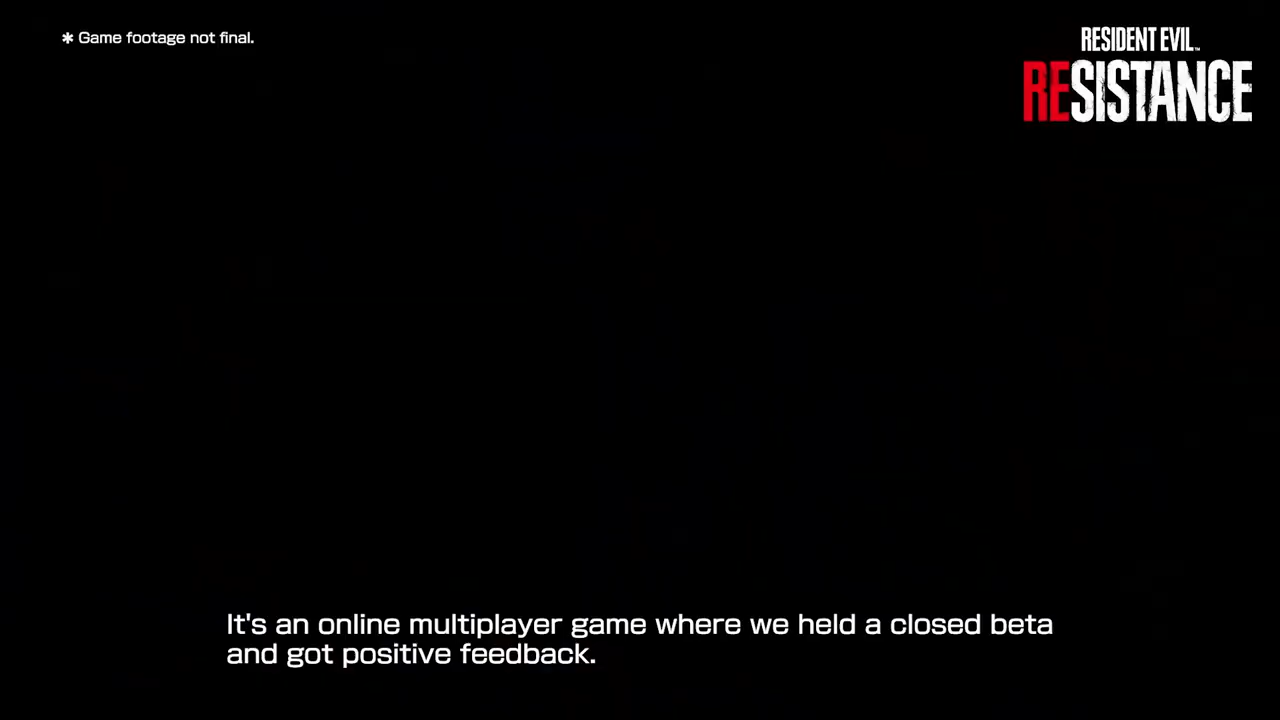 * Game footage not final.
RESIDENT EVIL™
RESISTANCE
It's an online multiplayer game where we held a closed beta
and got positive feedback.